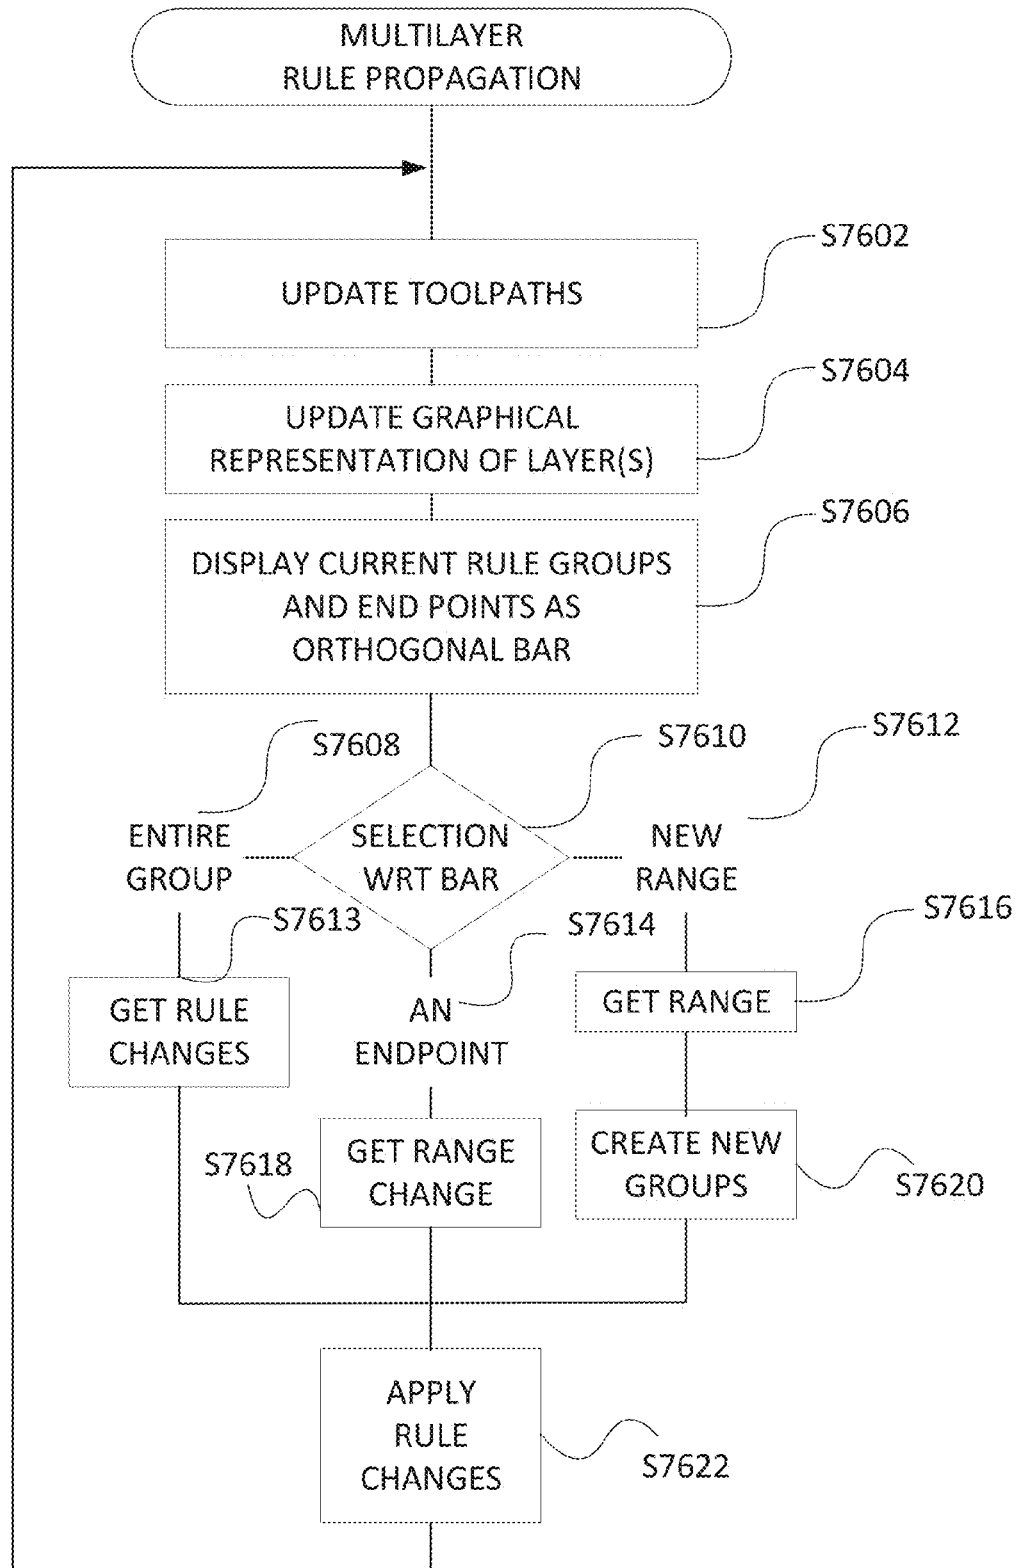 MULTILAYER
RULE PROPAGATION
S7602
UPDATE TOOLPATHS
S7604
UPDATE GRAPHICAL
REPRESENTATION OF LAYER(S)
S7606
DISPLAY CURRENT RULE GROUPS
AND END POINTS AS
ORTHOGONAL BAR
S7608
S7610
S7612
ENTIRE
GROUP
SELECTION
WRT BAR
NEW
RANGE
S7613
S7614
S7616
GET RULE
CHANGES
AN
ENDPOINT
GET RANGE
S7618
GET RANGE
CHANGE
CREATE NEW
GROUPS
S7620
APPLY
RULE
CHANGES
S7622